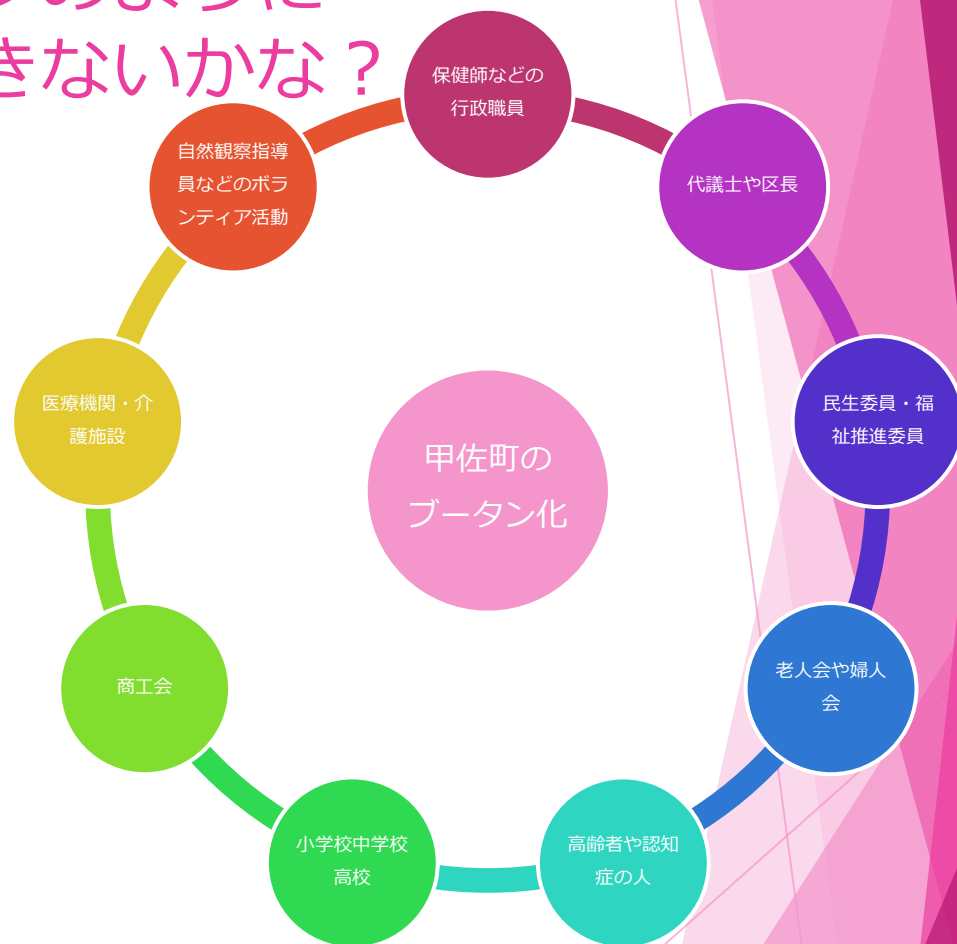 のように
きないかな？
保健師などの
行政職員
代議士や区長
民生委員・福
祉推進委員
老人会や婦人
会
高齢者や認知
症の人
小学校中学校
高校
商工会
医療機関・介
護施設
自然観察指導
員などのボラ
ンティア活動
甲佐町の
ブータン化